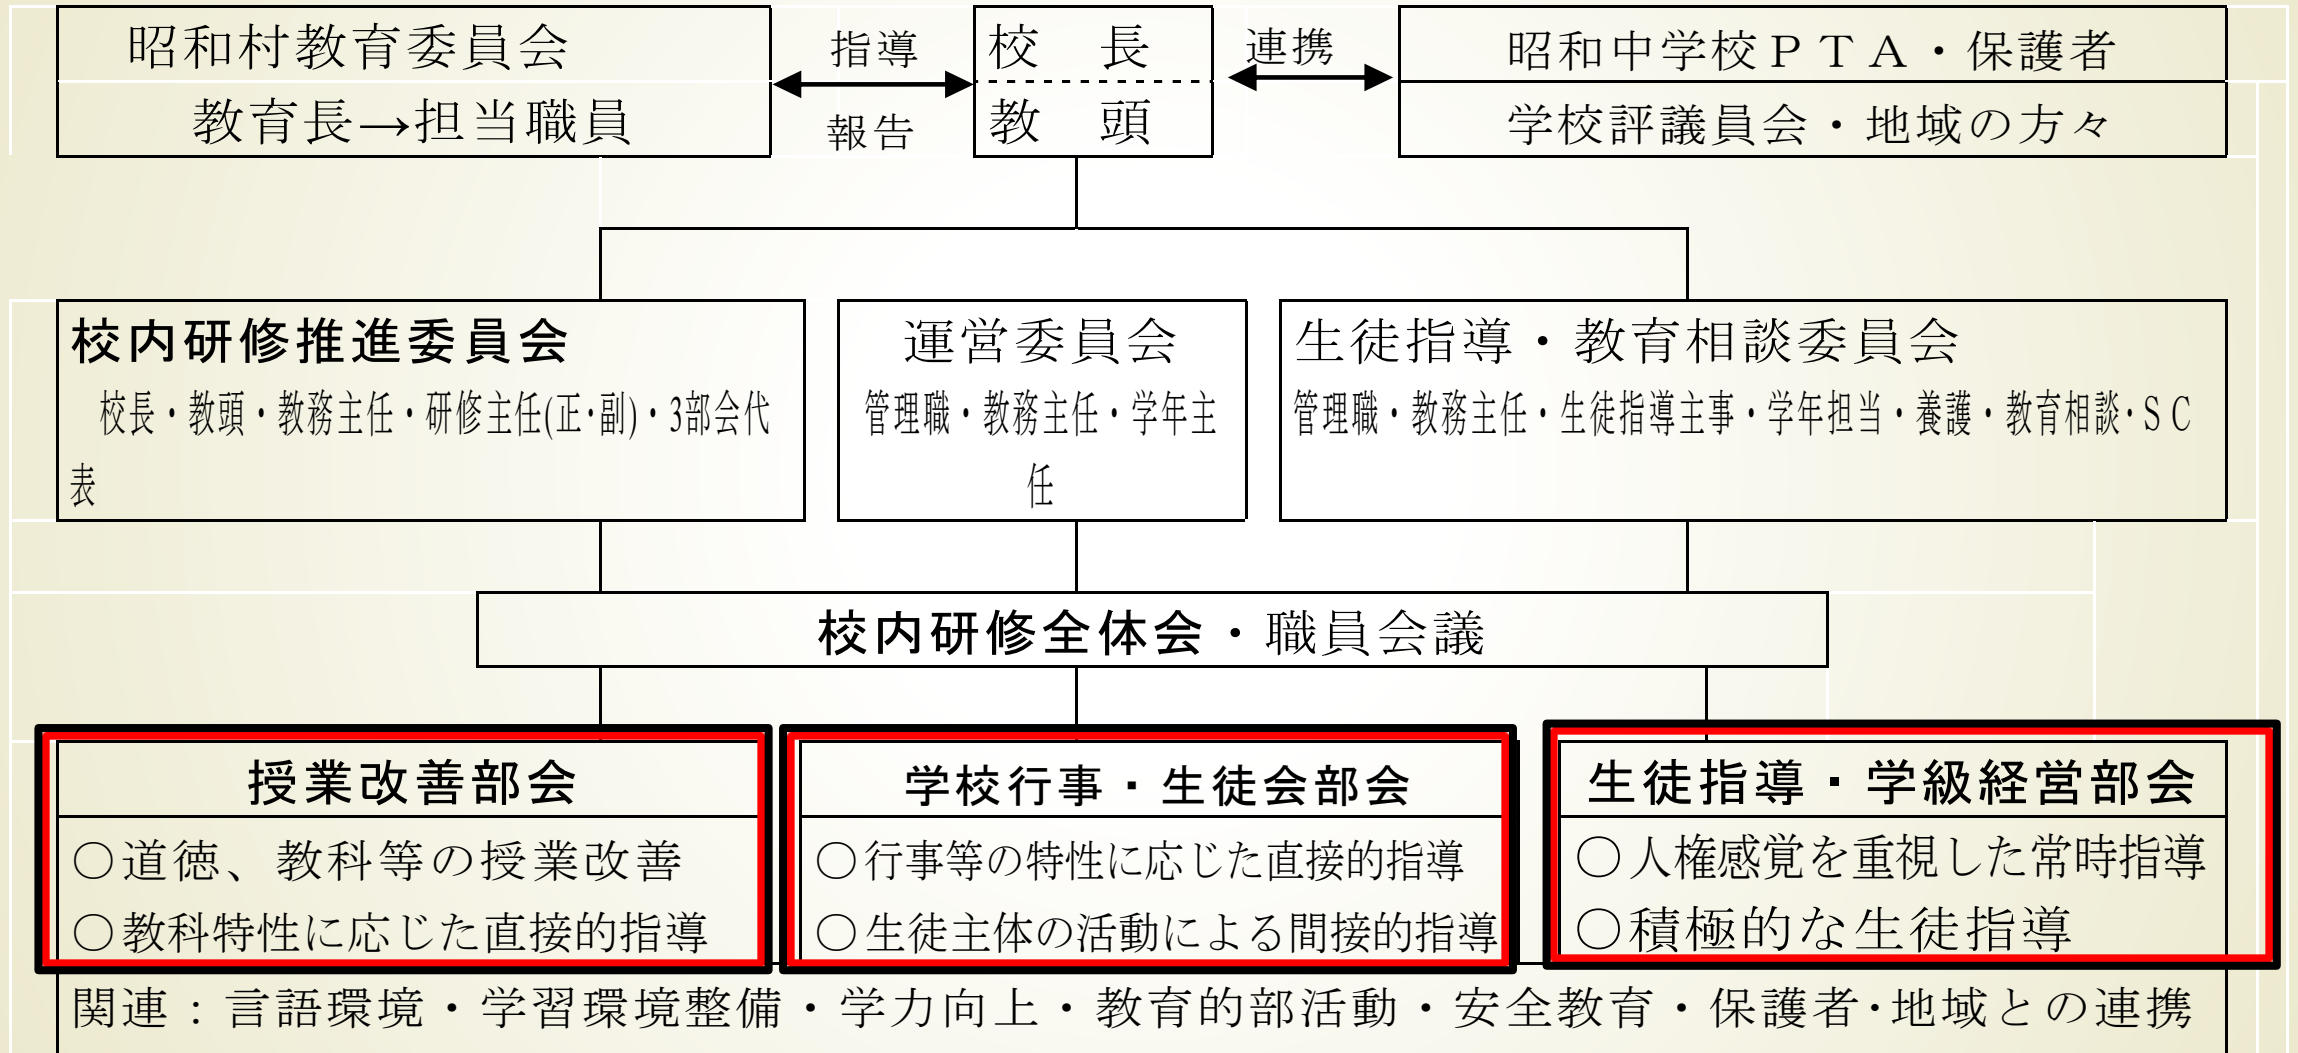 昭和村教育委員会
教育長→担当職員
指導
報告
校　長
教　頭
連携
昭和中学校ＰＴＡ・保護者
学校評議員会・地域の方々
校内研修推進委員会
校長・教頭・教務主任・研修主任(正・副)・3部会代
表
運営委員会
管理職・教務主任・学年主
任
生徒指導・教育相談委員会
管理職・教務主任・生徒指導主事・学年担当・養護・教育相談・ＳＣ
校内研修全体会・職員会議
授業改善部会
○道徳、教科等の授業改善
○教科特性に応じた直接的指導
学校行事・生徒会部会
○行事等の特性に応じた直接的指導
○生徒主体の活動による間接的指導
生徒指導・学級経営部会
○人権感覚を重視した常時指導
○積極的な生徒指導
関連：言語環境・学習環境整備・学力向上・教育的部活動・安全教育・保護者・地域との連携